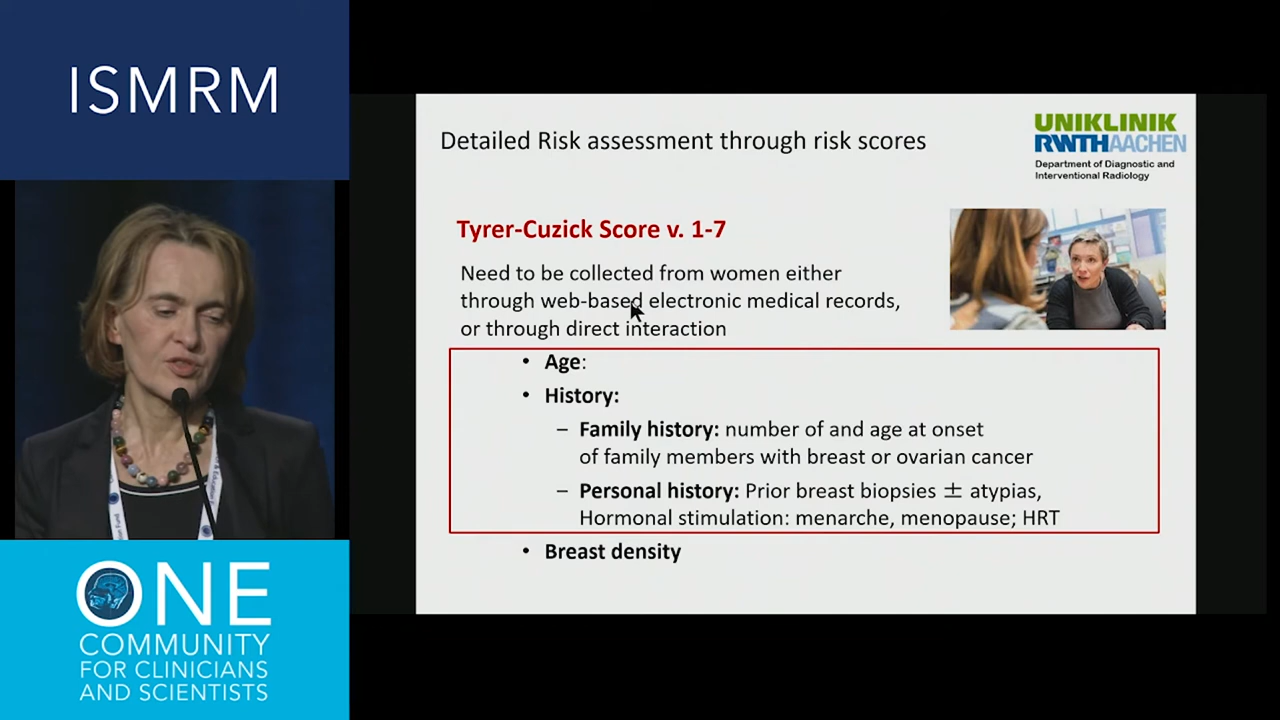 ISMRM
Detailed Risk assessment through risk scores
UNIKLINIK
RWTHAACHEN
Department of Diagnostic and
Interventional Radiology
Tyrer-Cuzick Score v. 1-7
Need to be collected from women either
through web-based electronic medical records,
or through direct interaction
• Age:
• History:
– Family history: number of and age at onset
of family members with breast or ovarian cancer
– Personal history: Prior breast biopsies ± atypias,
Hormonal stimulation: menarche, menopause; HRT
• Breast density
ONE
COMMUNITY
FOR CLINICIANS
AND SCIENTISTS